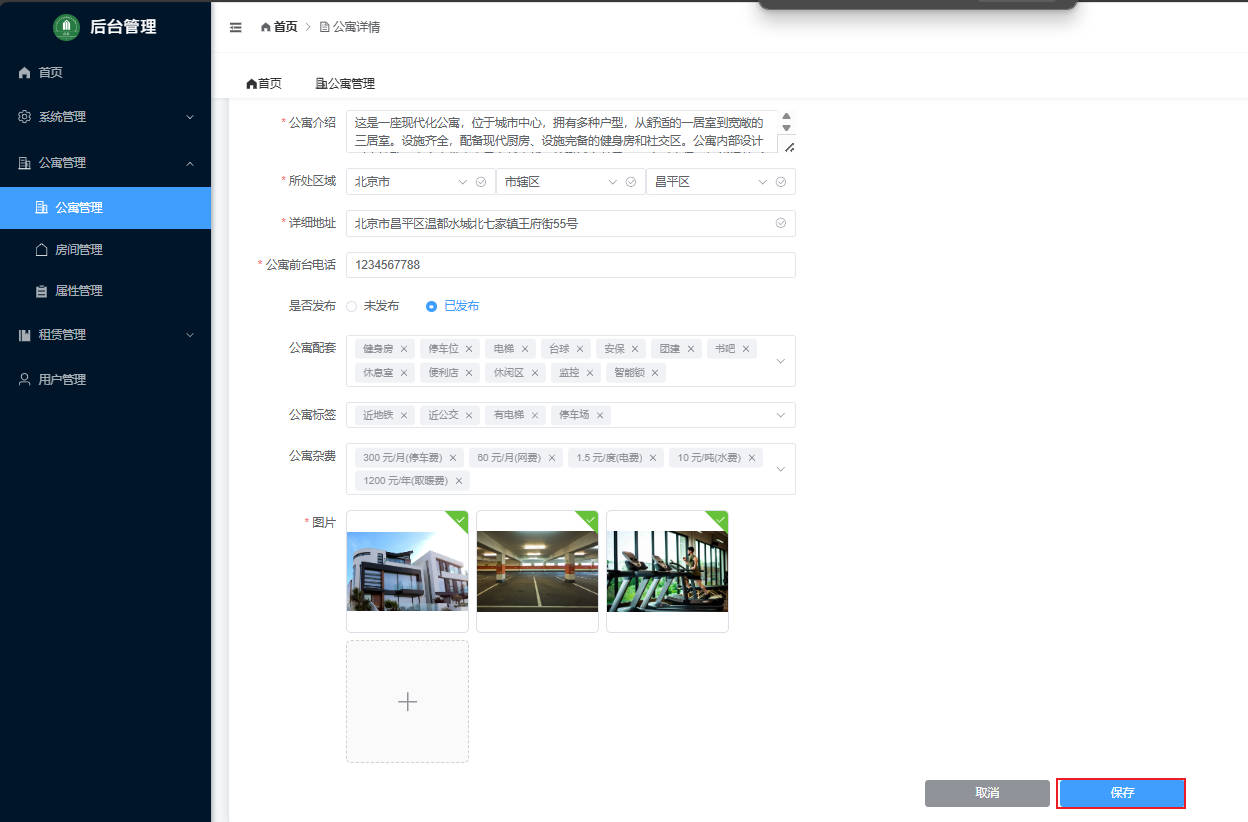 后台管理
首页
系统管理
公寓管理
公寓管理
房间管理
属性管理
租赁管理
用户管理
首页 > 公寓详情
首页 公寓管理
* 公寓介绍 这是一座现代化公寓，位于城市中心，拥有多种户型，从舒适的一居室到宽敞的
三居室。设施齐全，配备现代厨房、设施完备的健身房和社交区。公寓内部设计
* 所处区域 北京市 市辖区 昌平区
* 详细地址 北京市昌平区温都水城北七家镇王府街55号
* 公寓前台电话 1234567788
是否发布 未发布 已发布
公寓配套 健身房 × 停车位 × 电梯 × 台球 × 安保 × 团建 × 书吧 ×
休息室 × 便利店 × 休闲区 × 监控 × 智能锁 ×
公寓标签 近地铁 × 近公交 × 有电梯 × 停车场 ×
公寓杂费 300 元/月(停车费) × 60 元/月(网费) × 1.5 元/度(电费) × 10 元/吨(水费) ×
1200 元/年(取暖费) ×
* 图片
取消 保存